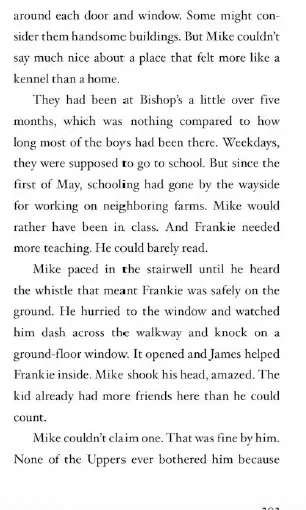 around each door and window. Some might con-
sider them handsome buildings. But Mike couldn't
say much nice about a place that felt more like a
kennel than a home.
They had been at Bishop's a little over five
months, which was nothing compared to how
long most of the boys had been there. Weekdays,
they were supposed to go to school. But since the
first of May, schooling had gone by the wayside
for working on neighboring farms. Mike would
rather have been in class. And Frankie needed
more teaching. He could barely read.
Mike paced in the stairwell until he heard
the whistle that meant Frankie was safely on the
ground. He hurried to the window and watched
him dash across the walkway and knock on a
ground-floor window. It opened and James helped
Frankie inside. Mike shook his head, amazed. The
kid already had more friends here than he could
count.
Mike couldn't claim one. That was fine by him.
None of the Uppers ever bothered him because